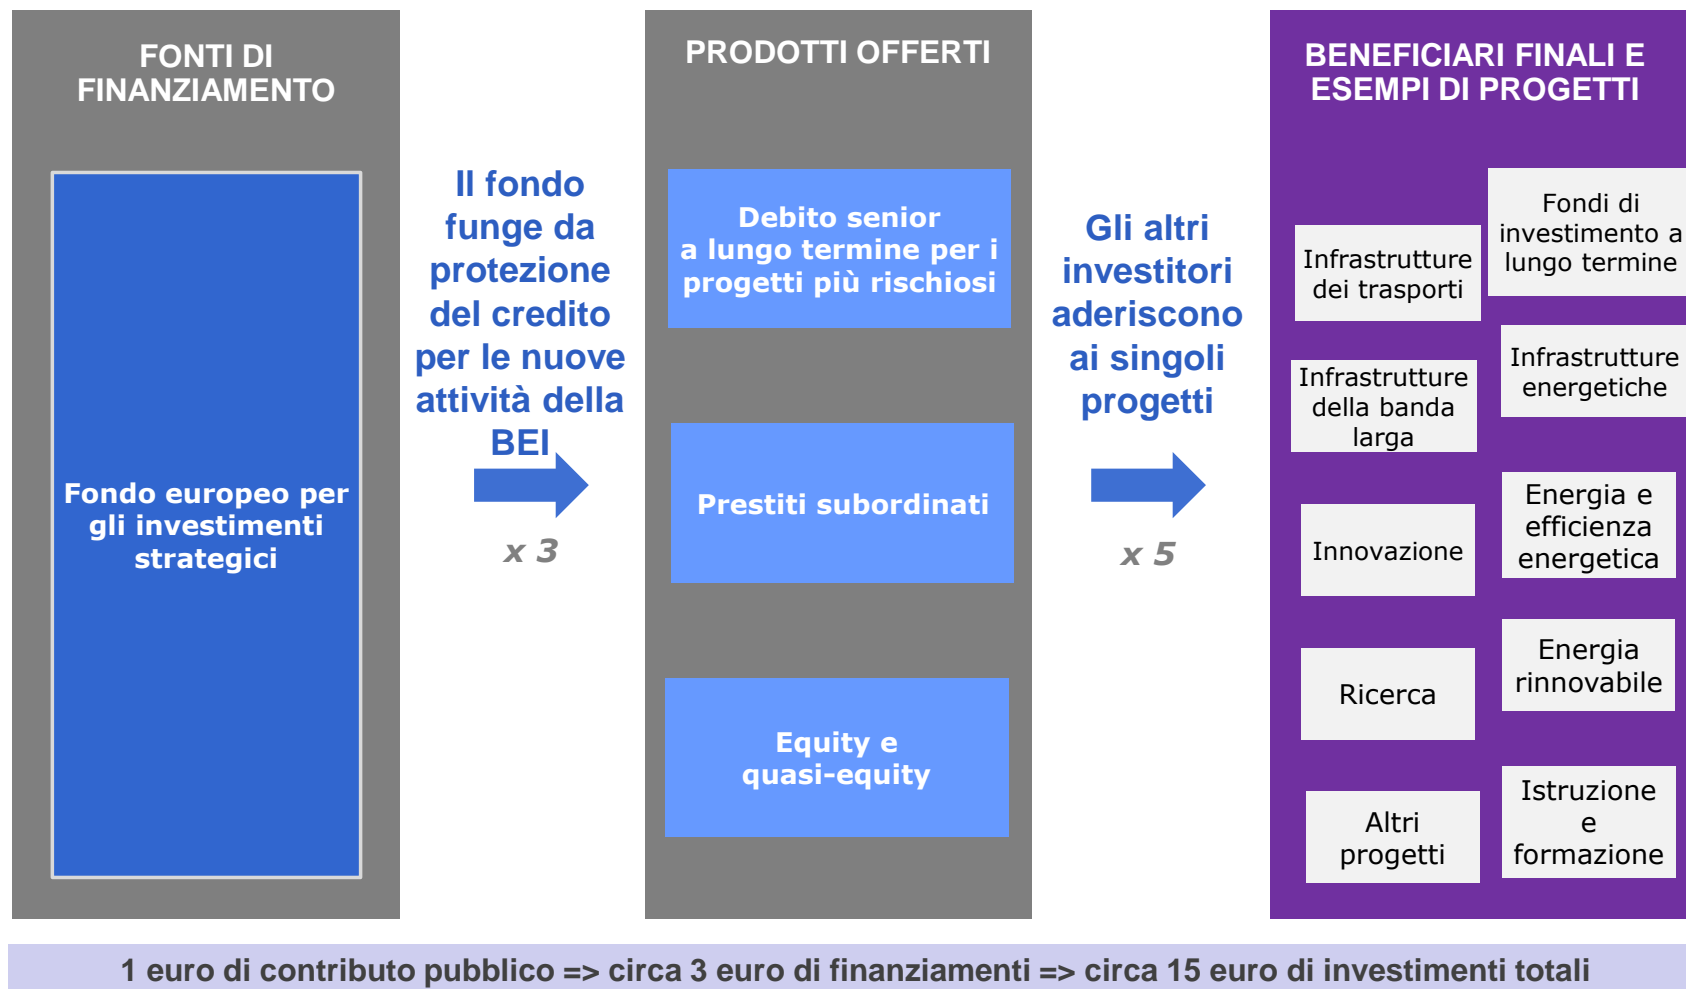 FONTI DI
FINANZIAMENTO
Fondo europeo per
gli investimenti
strategici
Il fondo
funge da
protezione
del credito
per le nuove
attività della
BEI
x 3
PRODOTTI OFFERTI
Debito senior
a lungo termine per i
progetti più rischiosi
Prestiti subordinati
Equity e
quasi-equity
Gli altri
investitori
aderiscono
ai singoli
progetti
x 5
BENEFICIARI FINALI E
ESEMPI DI PROGETTI
Fondi di
investimento a
lungo termine
Infrastrutture
dei trasporti
Infrastrutture
energetiche
Infrastrutture
della banda
larga
Energia e
efficienza
energetica
Innovazione
Energia
rinnovabile
Ricerca
Istruzione
e
formazione
Altri
progetti
1 euro di contributo pubblico => circa 3 euro di finanziamenti => circa 15 euro di investimenti totali